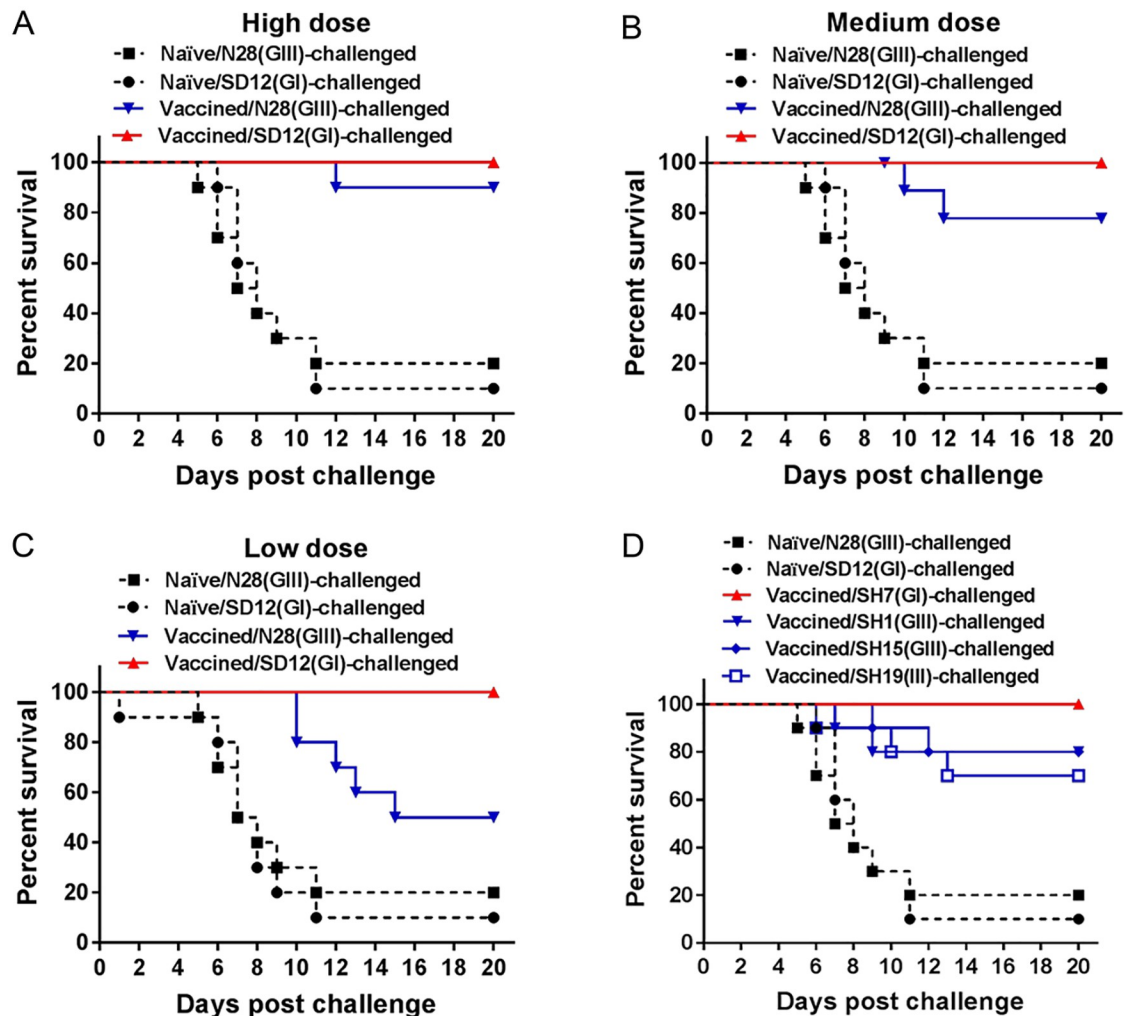 A
High dose
Naïve/N28(GIII)-challenged
Naïve/SD12(GI)-challenged
Vaccined/N28(GIII)-challenged
Vaccined/SD12(GI)-challenged
Percent survival
100
80
60
40
20
0
0 2 4 6 8 10 12 14 16 18 20
Days post challenge
B
Medium dose
Naïve/N28(GIII)-challenged
Naïve/SD12(GI)-challenged
Vaccined/N28(GIII)-challenged
Vaccined/SD12(GI)-challenged
Percent survival
100
80
60
40
20
0
0 2 4 6 8 10 12 14 16 18 20
Days post challenge
C
Low dose
Naïve/N28(GIII)-challenged
Naïve/SD12(GI)-challenged
Vaccined/N28(GIII)-challenged
Vaccined/SD12(GI)-challenged
Percent survival
100
80
60
40
20
0
0 2 4 6 8 10 12 14 16 18 20
Days post challenge
D
Naïve/N28(GIII)-challenged
Naïve/SD12(GI)-challenged
Vaccined/SH7(GI)-challenged
Vaccined/SH1(GIII)-challenged
Vaccined/SH15(GIII)-challenged
Vaccined/SH19(III)-challenged
Percent survival
100
80
60
40
20
0
0 2 4 6 8 10 12 14 16 18 20
Days post challenge